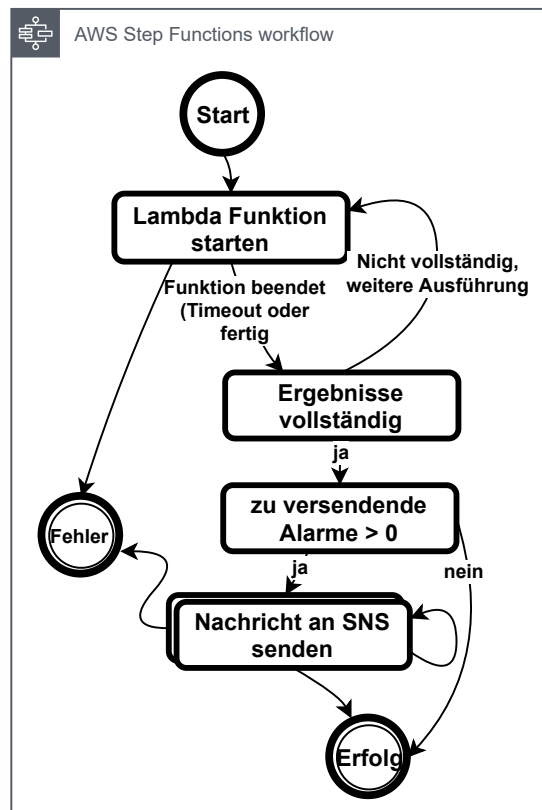 AWS Step Functions workflow
Start
Lambda Funktion
starten
Nicht vollständig,
weitere Ausführung
Funktion beendet
(Timeout oder
fertig
Ergebnisse
vollständig
ja
zu versendende
Alarme > 0
Fehler
ja
nein
Nachricht an SNS
senden
Erfolg